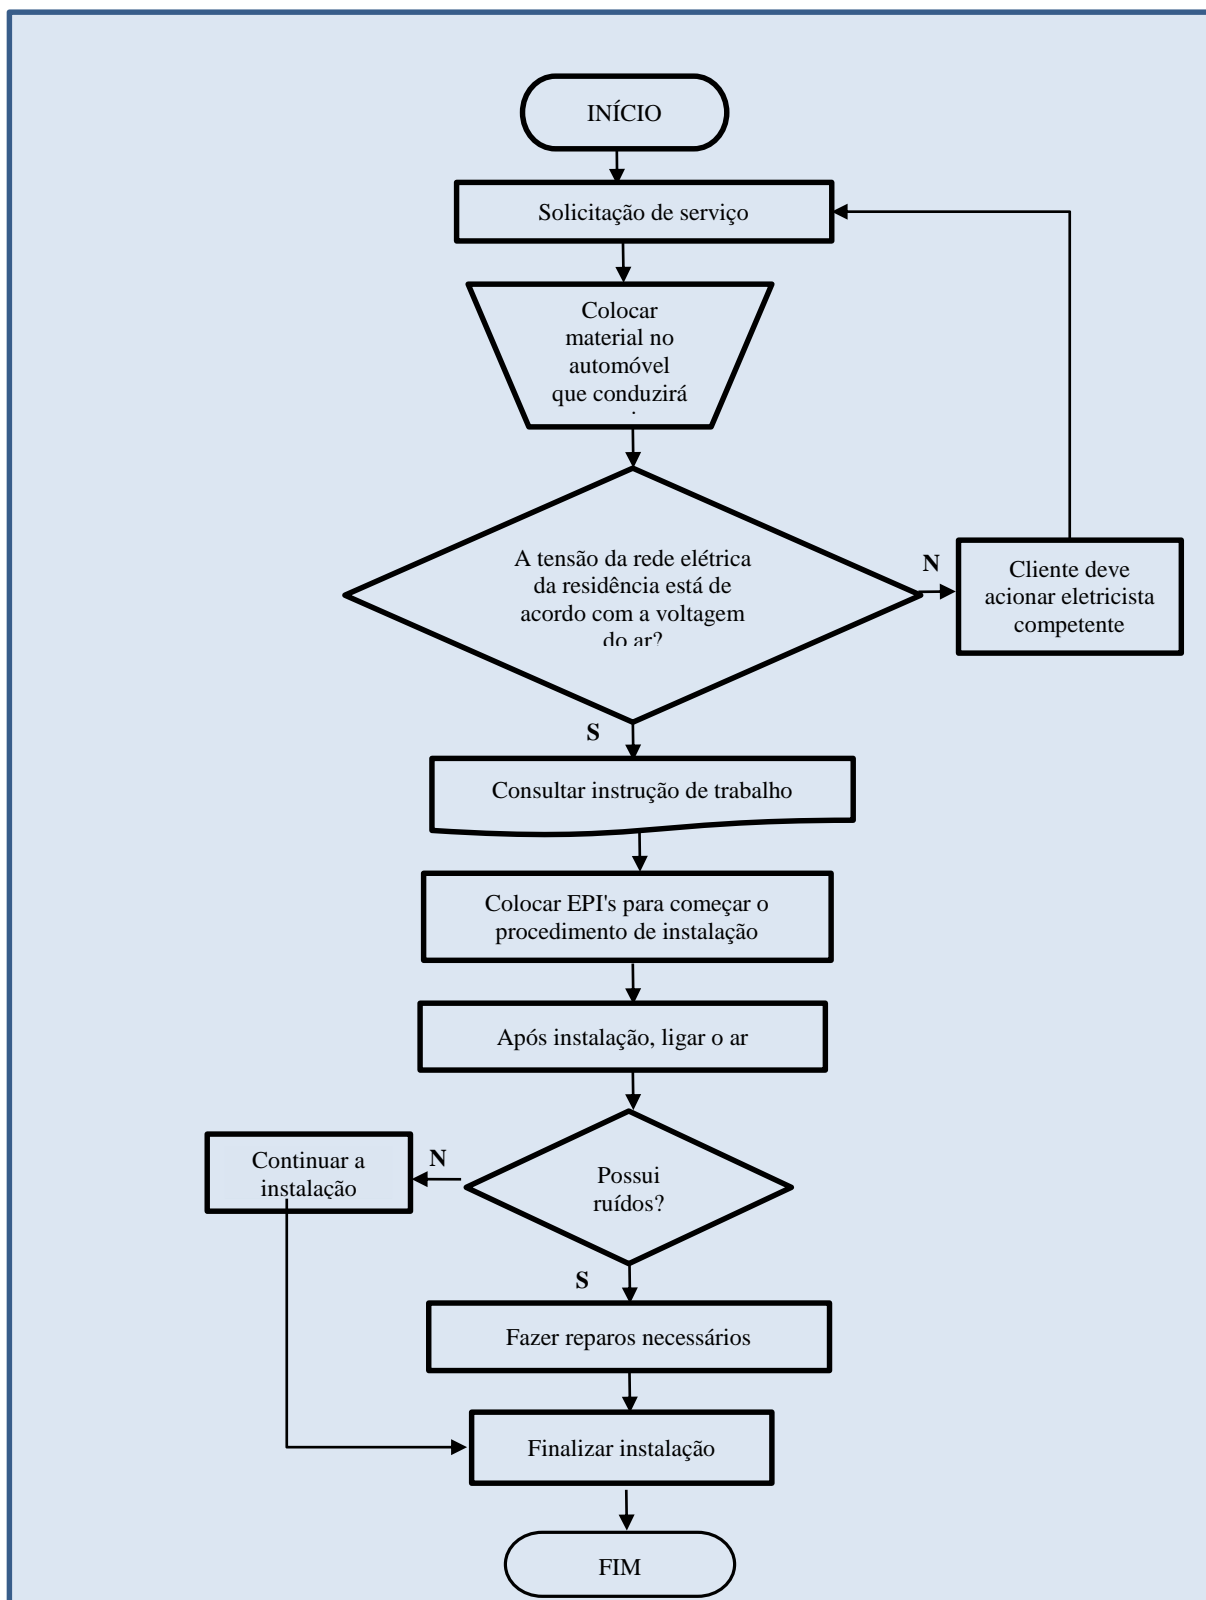 INÍCIO
Solicitação de serviço
Colocar
material no
automóvel
que conduzirá
A tensão da rede elétrica
da residência está de
acordo com a voltagem
do ar?
N
Cliente deve
acionar eletricista
competente
S
Consultar instrução de trabalho
Colocar EPI's para começar o
procedimento de instalação
Após instalação, ligar o ar
Continuar a
instalação
N
Possui
ruídos?
S
Fazer reparos necessários
Finalizar instalação
FIM